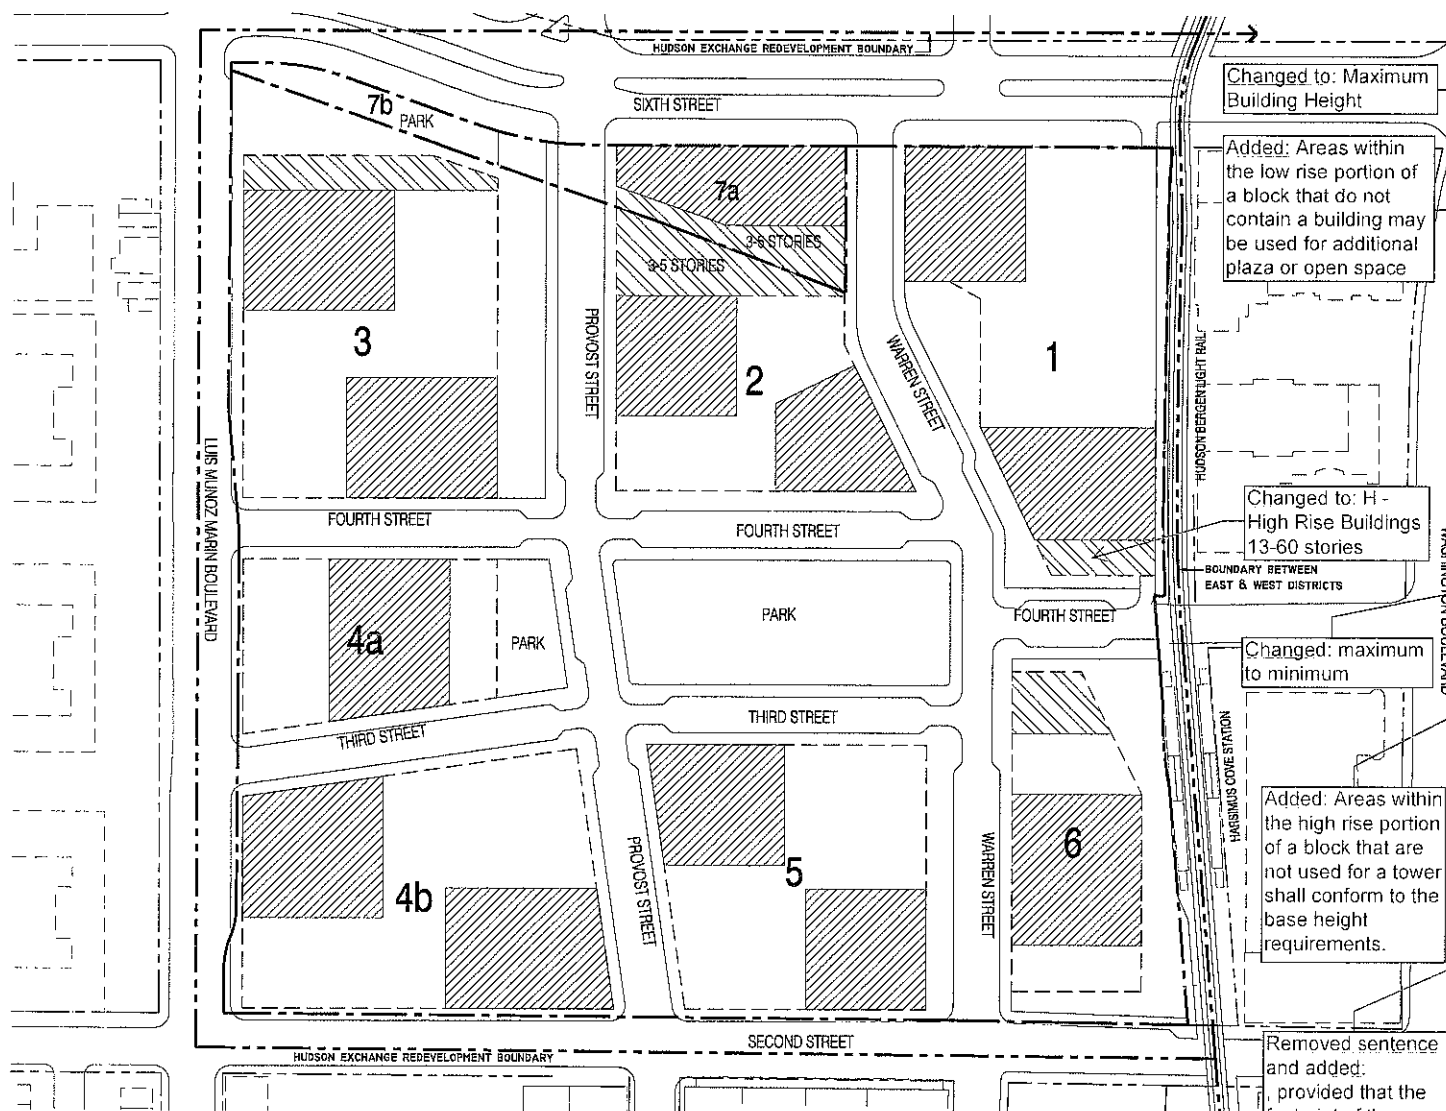 HUDSON EXCHANGE REDEVELOPMENT BOUNDARY
Changed to: Maximum
Building Height
7b
PARK
SIXTH STREET
Added: Areas within
the low rise portion of
a block that do not
contain a building may
be used for additional
plaza or open space
7a
3-5 STORIES
3-5 STORIES
3
PROVOST STREET
2
WARREN STREET
1
HUDSON BERGEN LIGHT RAIL
LUIS MUNOZ MARIN BOULEVARD
FOURTH STREET
FOURTH STREET
Changed to: H -
High Rise Buildings
13-60 stories
BOUNDARY BETWEEN
EAST & WEST DISTRICTS
4a
PARK
PARK
FOURTH STREET
Changed: maximum
to minimum
THIRD STREET
THIRD STREET
HARSIMUS COVE STATION
Added: Areas within
the high rise portion
of a block that are
not used for a tower
shall conform to the
base height
requirements.
4b
PROVOST STREET
5
WARREN STREET
6
SECOND STREET
HUDSON EXCHANGE REDEVELOPMENT BOUNDARY
Removed sentence
and added:
provided that the